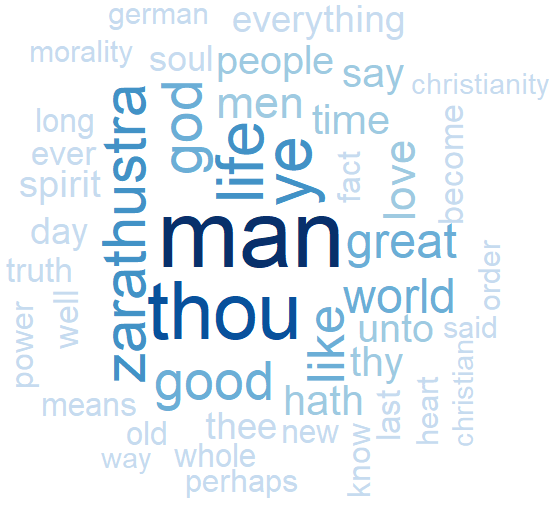 german
everything
morality
soul
people
say
christianity
god
men
time
long
ever
spirit
zarathustra
life
ye
fact
love
become
day
man
great
truth
thou
world
order
power
well
like
unto
said
thy
christian
good
hath
means
thee
new
last
heart
old
know
way
whole
perhaps